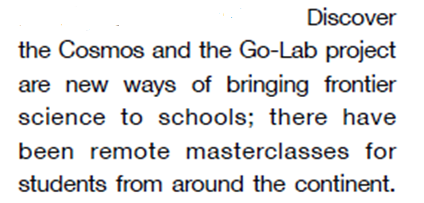 Discover
the Cosmos and the Go-Lab project
are new ways of bringing frontier
science to schools; there have
been remote masterclasses for
students from around the continent.